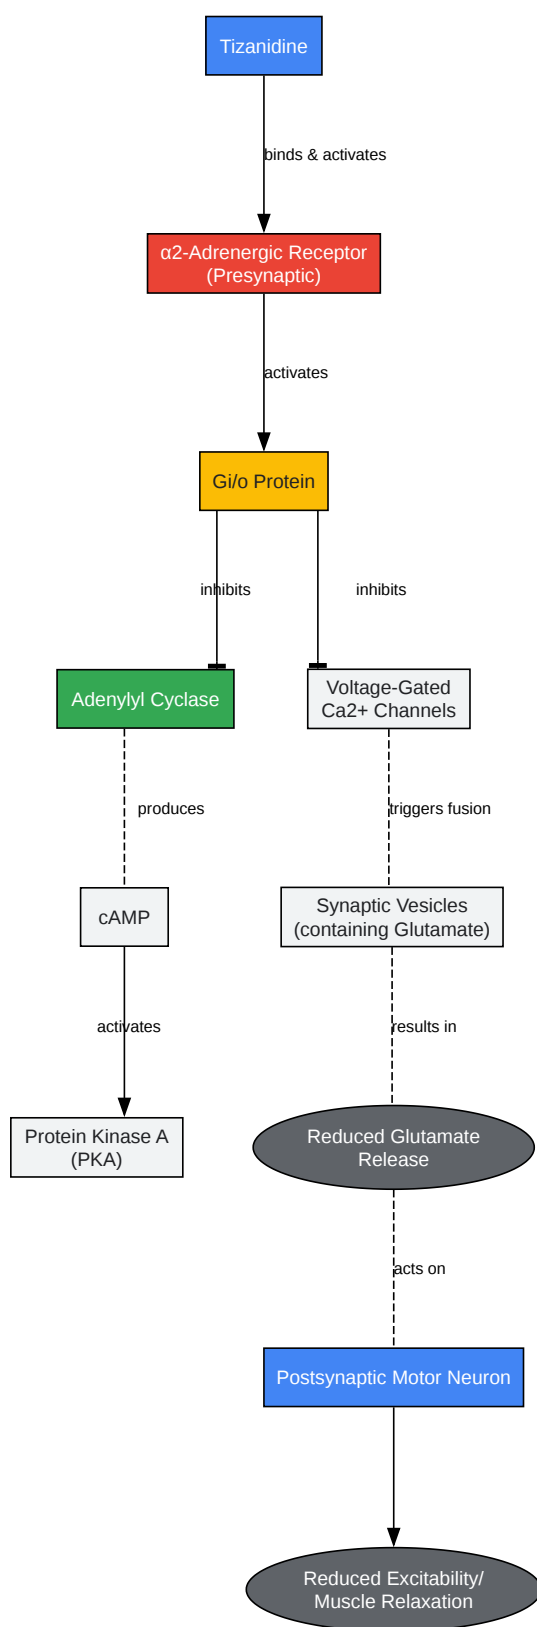 Tizanidine
binds & activates
α2-Adrenergic Receptor
(Presynaptic)
activates
Gi/o Protein
inhibits
inhibits
Adenylyl Cyclase
Voltage-Gated
Ca2+ Channels
produces
triggers fusion
cAMP
Synaptic Vesicles
(containing Glutamate)
activates
results in
Protein Kinase A
(PKA)
Reduced Glutamate
Release
acts on
Postsynaptic Motor Neuron
Reduced Excitability/
Muscle Relaxation